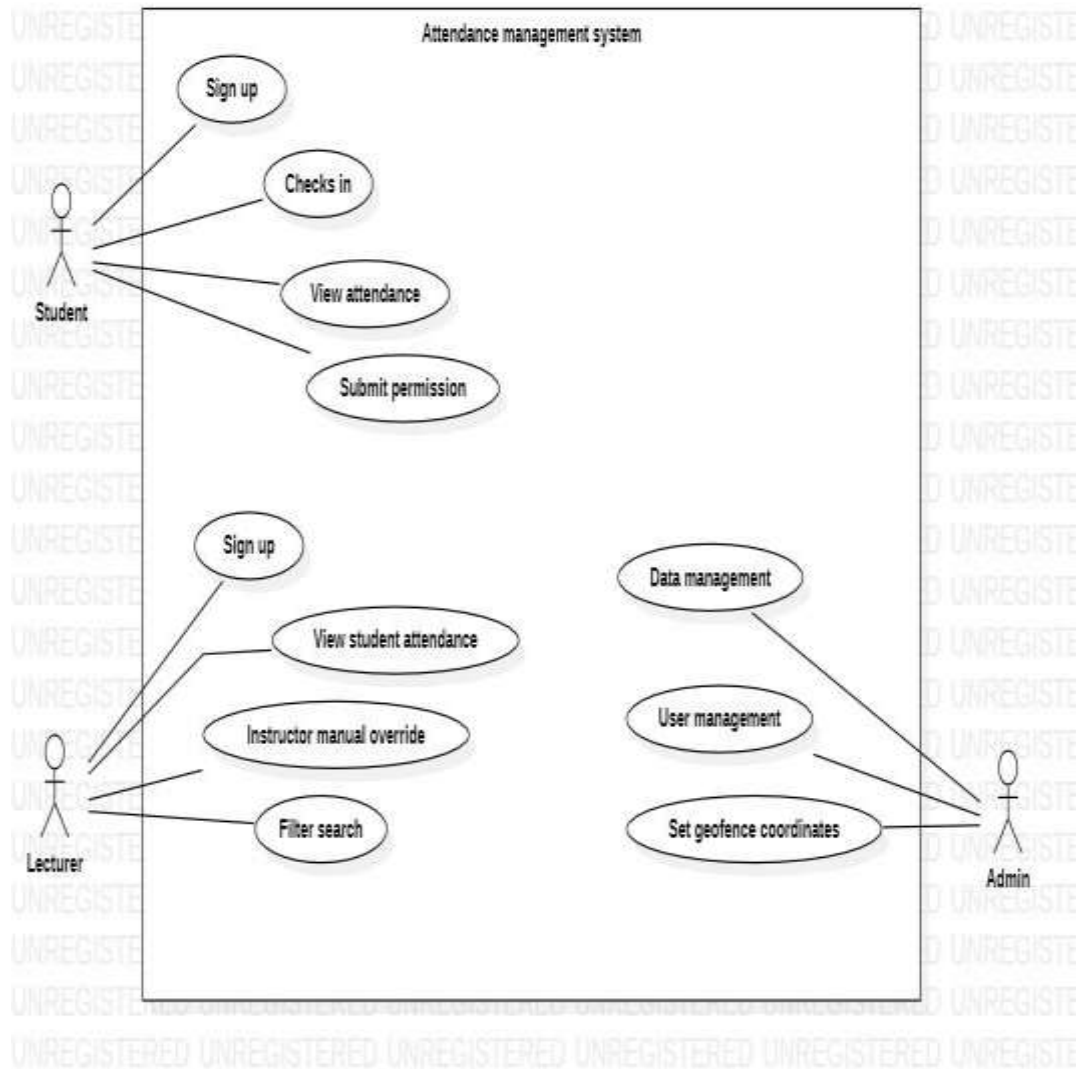 Attendance management system
Sign up
Checks in
View attendance
Student
Submit permission
Sign up
Data management
View student attendance
User management
Instructor manual override
Filter search
Set geofence coordinates
Lecturer
Admin
UNREGISTERED UNREGISTERED UNREGISTERED UNREGISTERED UNREGISTERED UNREGISTE